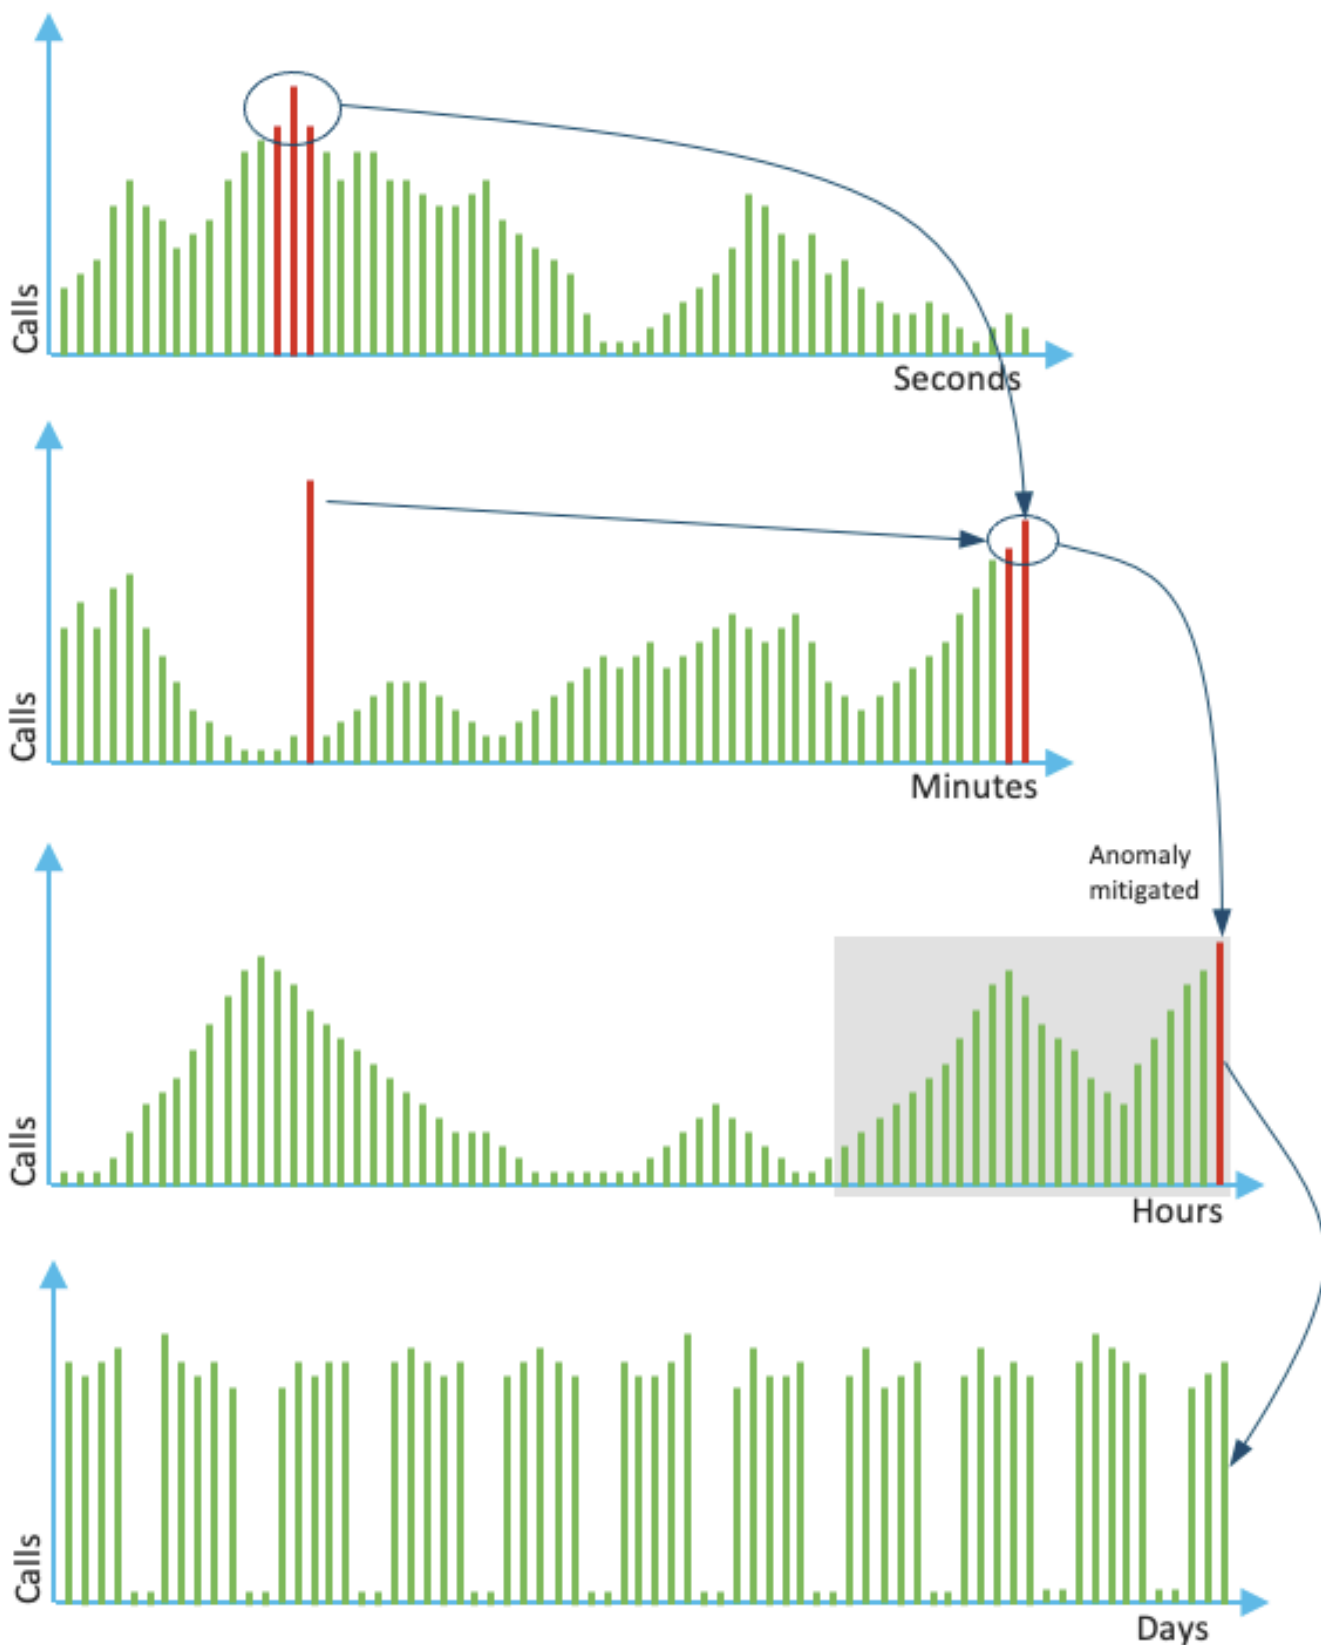 Calls
Seconds
Calls
Minutes
Anomaly
mitigated
Calls
Hours
Calls
Days